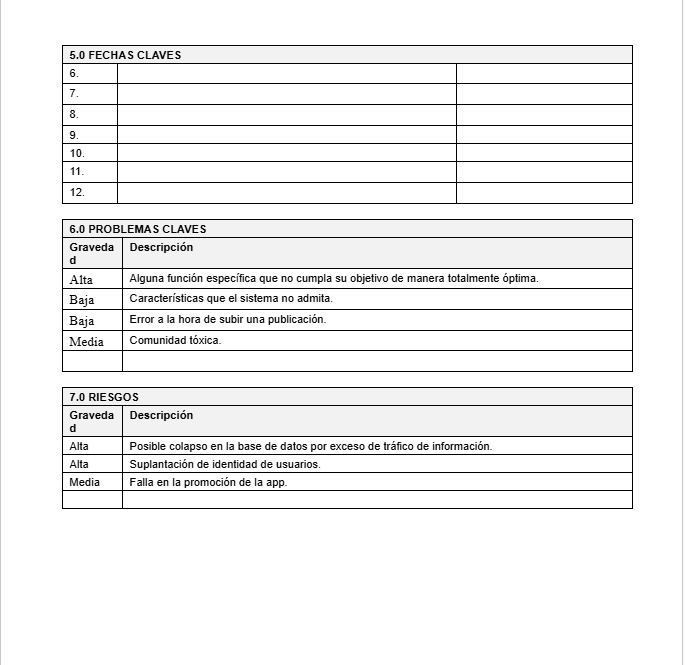 5.0 FECHAS CLAVES
6.
7.
8.
9.
10.
11.
12.
6.0 PROBLEMAS CLAVES
Graveda
d
Descripción
Alta Alguna función específica que no cumpla su objetivo de manera totalmente óptima.
Baja Características que el sistema no admita.
Baja Error a la hora de subir una publicación.
Media Comunidad tóxica.
7.0 RIESGOS
Graveda
d
Descripción
Alta Posible colapso en la base de datos por exceso de tráfico de información.
Alta Suplantación de identidad de usuarios.
Media Falla en la promoción de la app.